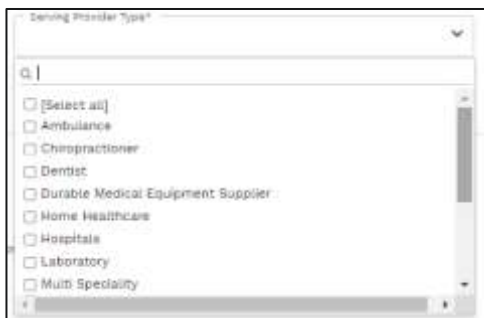 Serving Provider Type*
[Select all]
Ambulance
Chiropractioner
Dentist
Durable Medical Equipment Supplier
Home Healthcare
Hospitals
Laboratory
Multi Speciality